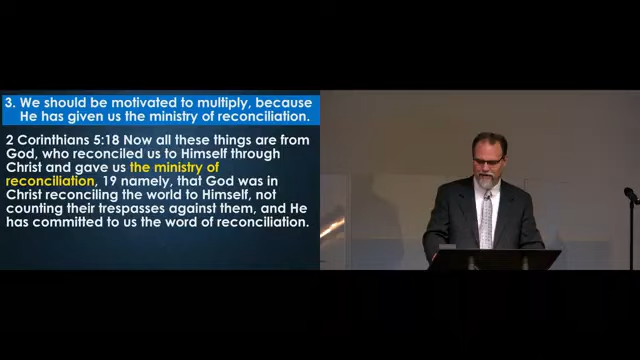 3. We should be motivated to multiply, because
He has given us the ministry of reconciliation.
2 Corinthians 5:18 Now all these things are from
God, who reconciled us to Himself through
Christ and gave us the ministry of
reconciliation, 19 namely, that God was in
Christ reconciling the world to Himself, not
counting their trespasses against them, and He
has committed to us the word of reconciliation.